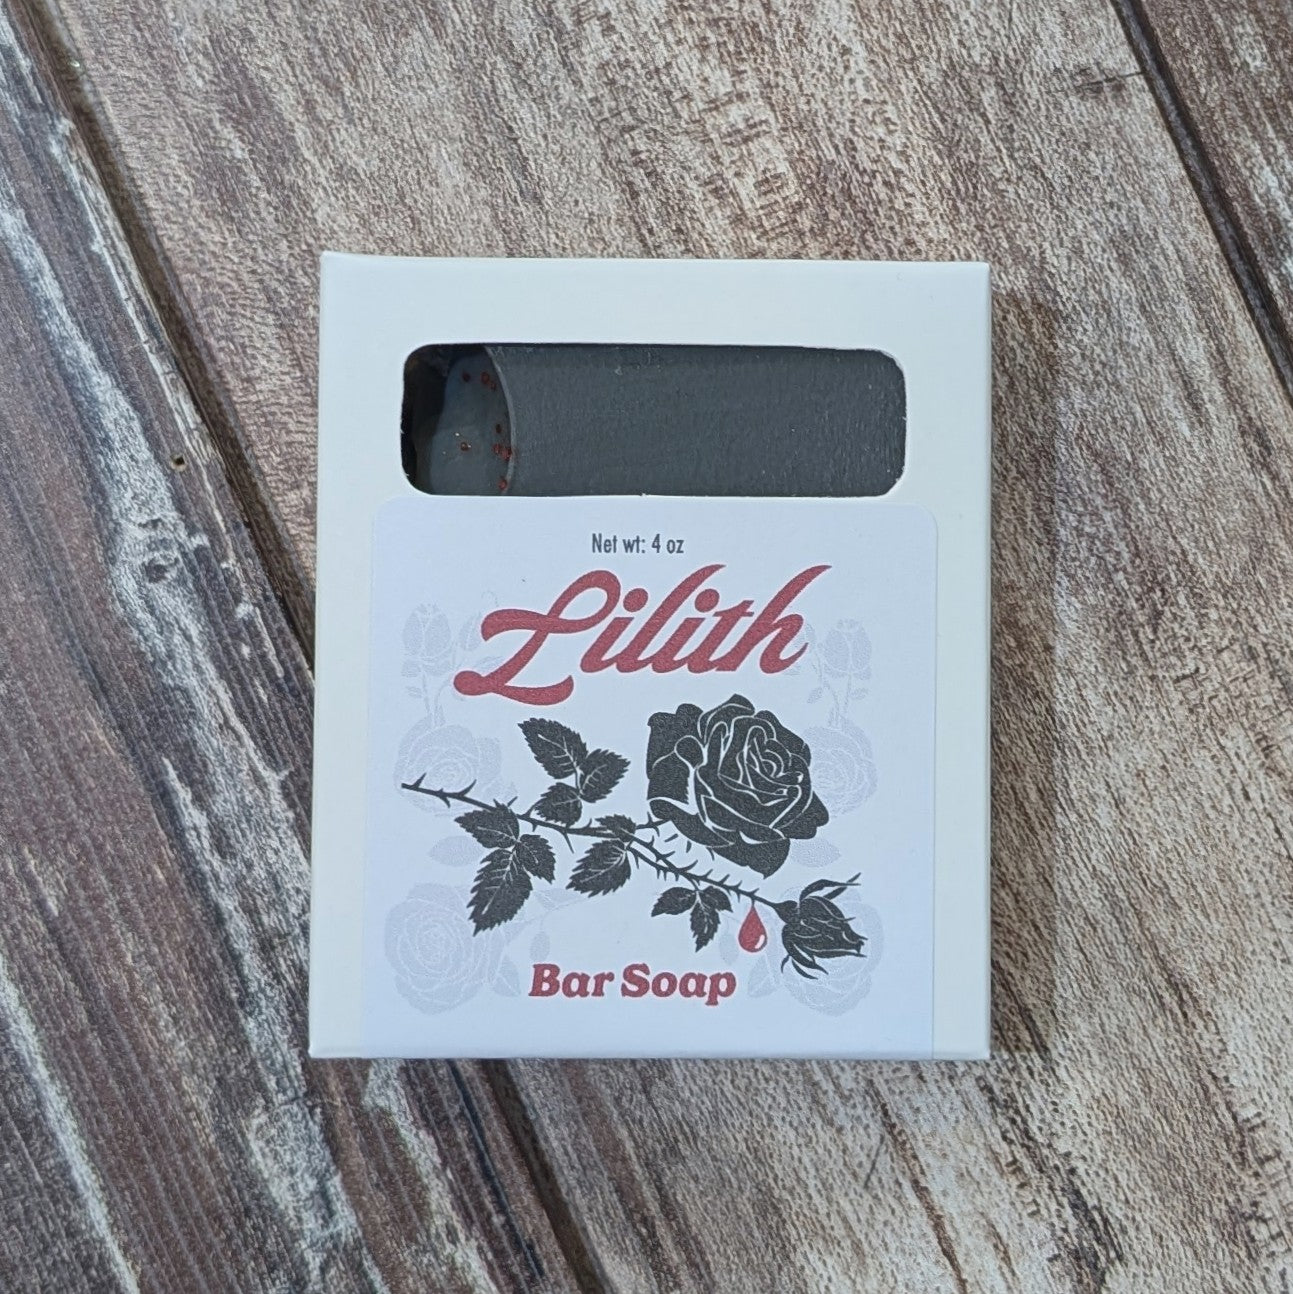 Net wt: 4 oz
Lilith
Bar Soap